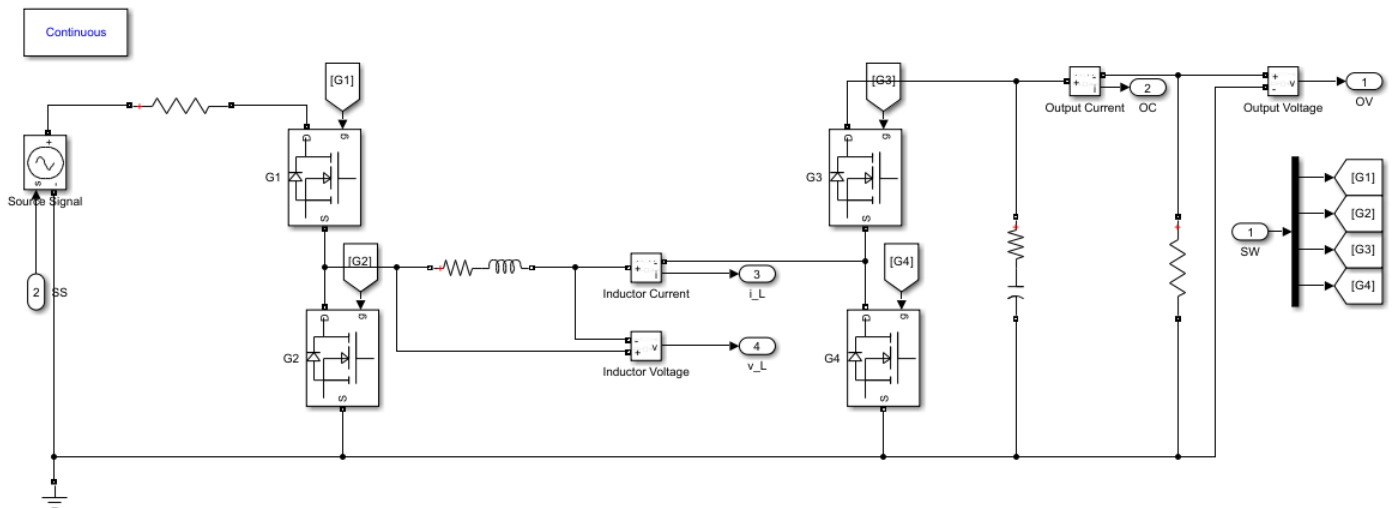 Continuous
[G1]
[G3]
+ - i
Output Current
2
OC
+ - v
Output Voltage
1
OV
D g
G1
S
D g
G3
S
+ - s
Source Signal
[G1]
[G2]
[G3]
[G4]
1
SW
2
SS
[G2]
[G4]
+ - i
Inductor Current
3
i_L
D g
G2
S
- + v
Inductor Voltage
4
v_L
D g
G4
S